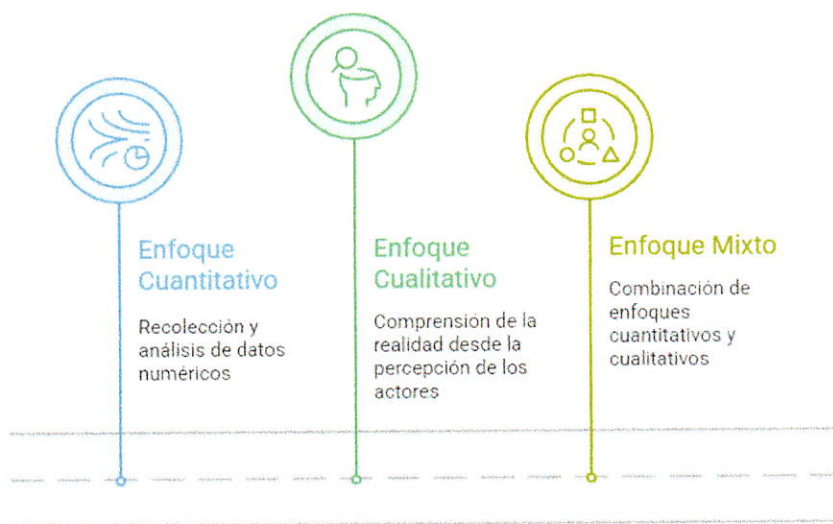 Enfoque
Cuantitativo
Recolección y
análisis de datos
numéricos
Enfoque
Cualitativo
Comprensión de la
realidad desde la
percepción de los
actores
Enfoque Mixto
Combinación de
enfoques
cuantitativos y
cualitativos